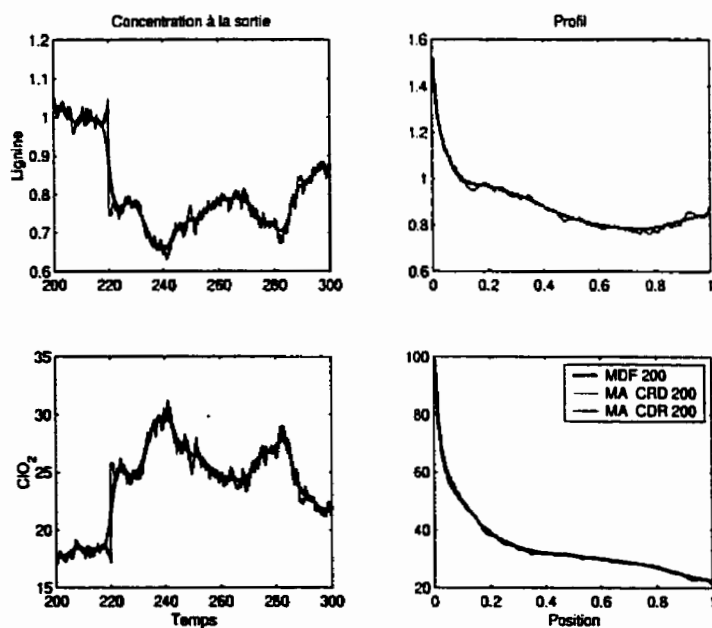 Concentration à la sortie
1.2
1.1
1
0.9
0.8
0.7
0.6
Lignine
200 220 240 260 280 300
Profil
1.6
1.4
1.2
1
0.8
0.6
0 0.2 0.4 0.6 0.8 1
35
30
25
20
15
ClO2
200 220 240 260 280 300
Temps
100
80
60
40
20
MDF 200
MA CRD 200
MA CDR 200
0 0.2 0.4 0.6 0.8 1
Position